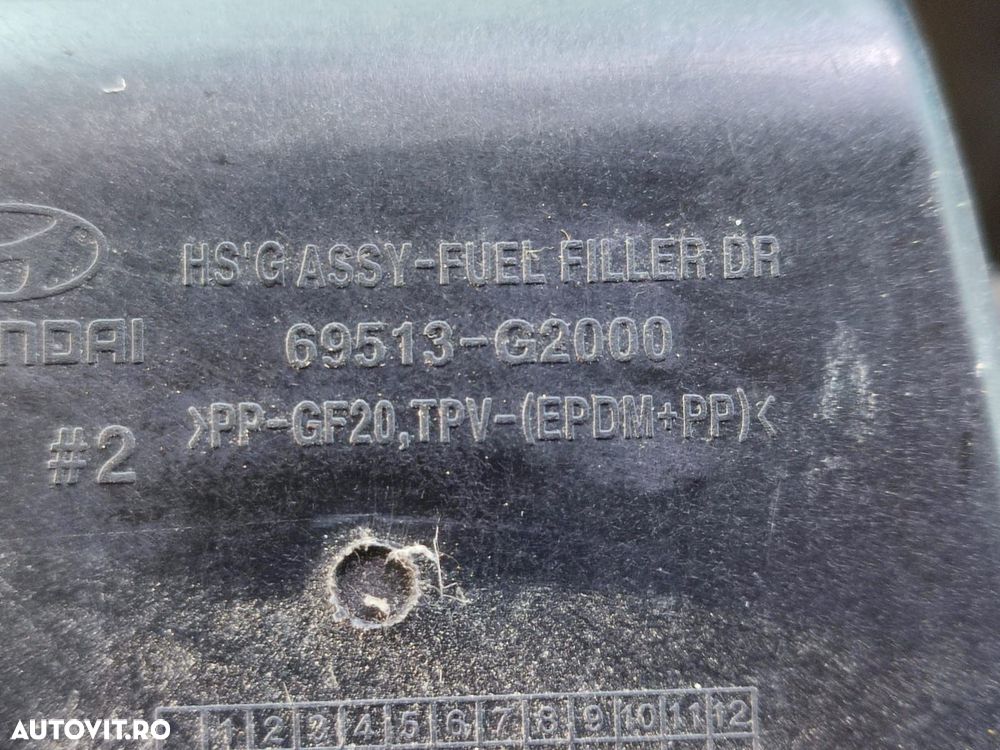 HS'G ASSY-FUEL FILLER DR
NDAI
69513-G2000
>PP-GF20,TPV-(EPDM+PP)<
#2
1 2 3 4 5 6 7 8 9 10 11 12
AUTOVIT.RO